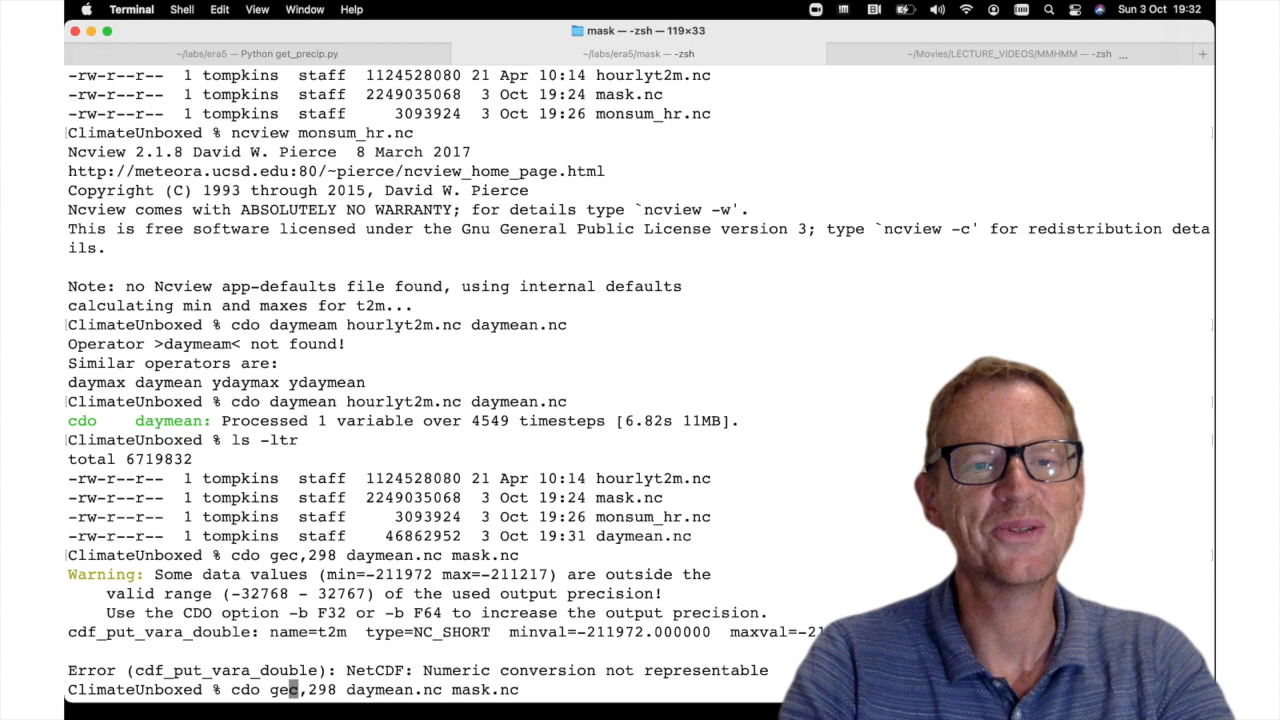 Terminal Shell Edit View Window Help Sun 3 Oct 19:32
mask — -zsh — 119×33
~/labs/era5 — Python get_precip.py ~/labs/era5/mask — -zsh ~/Movies/LECTURE_VIDEOS/MMHMM — -zsh ... +
-rw-r--r-- 1 tompkins staff 1124528080 21 Apr 10:14 hourlyt2m.nc
-rw-r--r-- 1 tompkins staff 2249035068 3 Oct 19:24 mask.nc
-rw-r--r-- 1 tompkins staff 3093924 3 Oct 19:26 monsum_hr.nc
ClimateUnboxed % ncview monsum_hr.nc
Ncview 2.1.8 David W. Pierce 8 March 2017
http://meteora.ucsd.edu:80/~pierce/ncview_home_page.html
Copyright (C) 1993 through 2015, David W. Pierce
Ncview comes with ABSOLUTELY NO WARRANTY; for details type `ncview -w'.
This is free software licensed under the Gnu General Public License version 3; type `ncview -c' for redistribution deta
ils.
Note: no Ncview app-defaults file found, using internal defaults
calculating min and maxes for t2m...
ClimateUnboxed % cdo daymeam hourlyt2m.nc daymean.nc
Operator >daymeam< not found!
Similar operators are:
daymax daymean ydaymax ydaymean
ClimateUnboxed % cdo daymean hourlyt2m.nc daymean.nc
cdo daymean: Processed 1 variable over 4549 timesteps [6.82s 11MB].
ClimateUnboxed % ls -ltr
total 6719832
-rw-r--r-- 1 tompkins staff 1124528080 21 Apr 10:14 hourlyt2m.nc
-rw-r--r-- 1 tompkins staff 2249035068 3 Oct 19:24 mask.nc
-rw-r--r-- 1 tompkins staff 3093924 3 Oct 19:26 monsum_hr.nc
-rw-r--r-- 1 tompkins staff 46862952 3 Oct 19:31 daymean.nc
ClimateUnboxed % cdo gec,298 daymean.nc mask.nc
Warning: Some data values (min=-211972 max=-211217) are outside the
valid range (-32768 - 32767) of the used output precision!
Use the CDO option -b F32 or -b F64 to increase the output precision.
cdf_put_vara_double: name=t2m type=NC_SHORT minval=-211972.000000 maxval=-21
Error (cdf_put_vara_double): NetCDF: Numeric conversion not representable
ClimateUnboxed % cdo gec,298 daymean.nc mask.nc